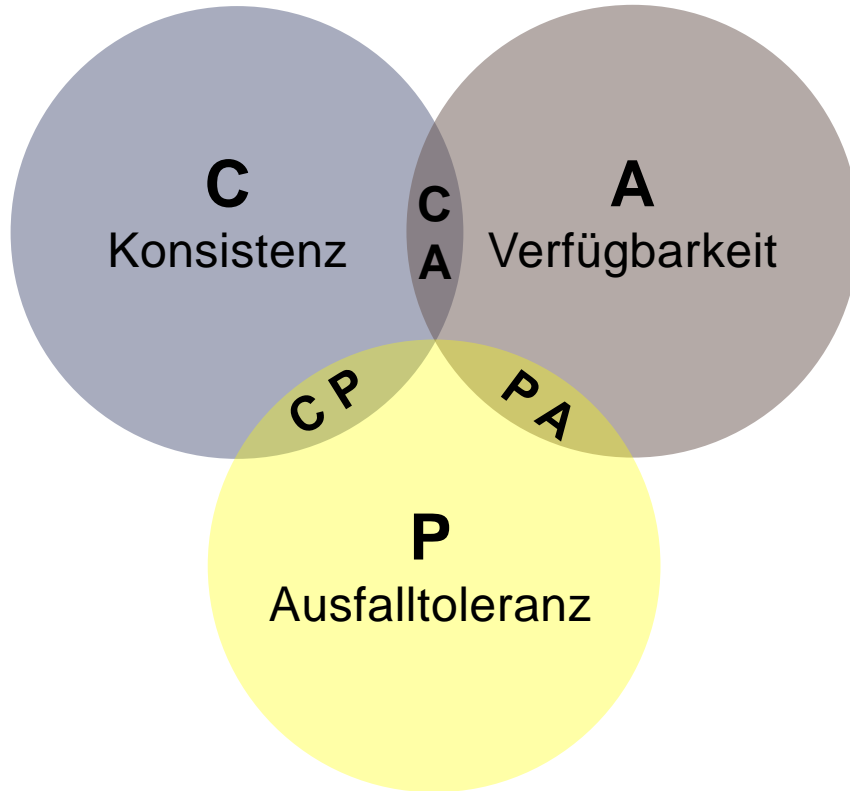 C
Konsistenz
C
A
A
Verfügbarkeit
C P
P A
P
Ausfalltoleranz